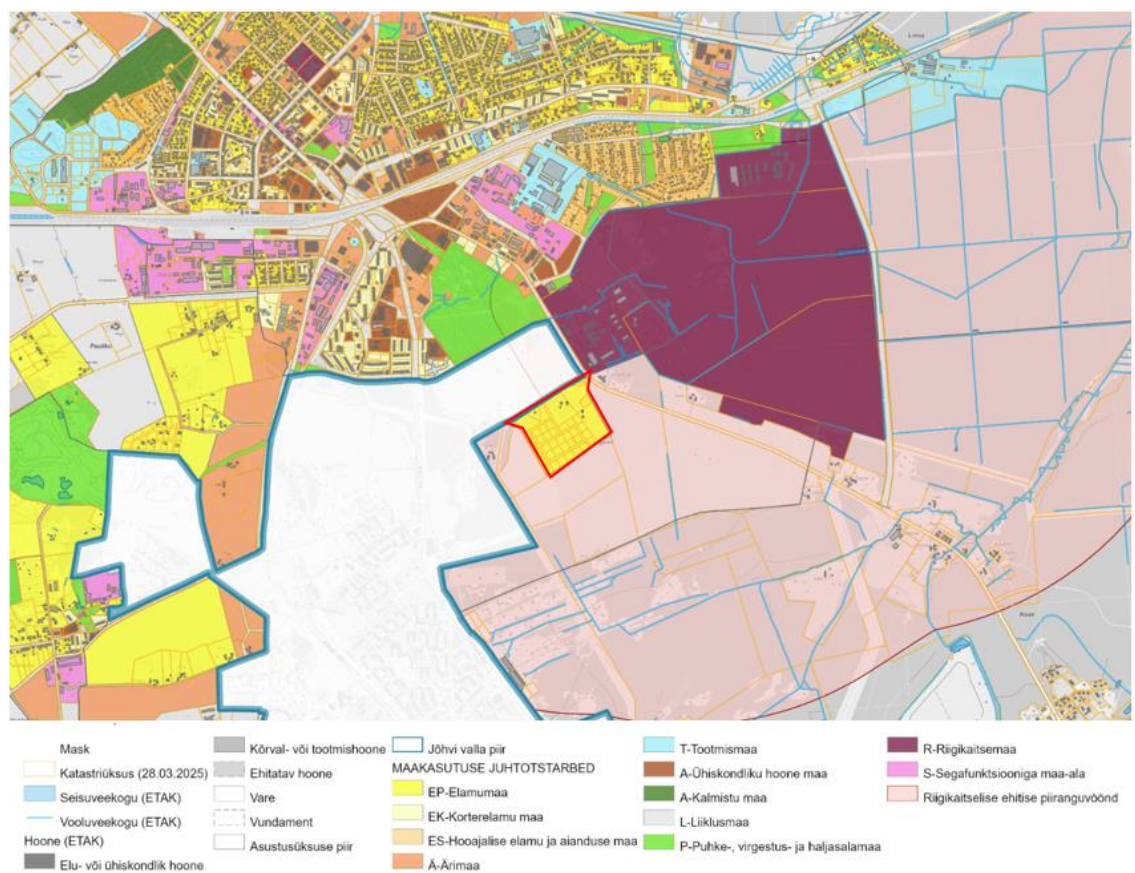 Pauliku
Mask
Katastriüksus (28.03.2025)
Seisuveekogu (ETAK)
Vooluveekogu (ETAK)
Hoone (ETAK)
Elu- või ühiskondlik hoone
Kõrval- või tootmishoone
Ehitatav hoone
Vare
Vundament
Asustusüksuse piir
Jõhvi valla piir
MAAKASUTUSE JUHTOTSTARBED
EP-Elamumaa
EK-Korterelamu maa
ES-Hooajalise elamu ja aianduse maa
Ä-Ärimaa
T-Tootmismaa
A-Ühiskondliku hoone maa
A-Kalmistu maa
L-Liiklusmaa
P-Puhke-, virgestus- ja haljasalamaa
R-Riigikaitsemaa
S-Segafunktsiooniga maa-ala
Riigikaitselise ehitise piiranguvöönd